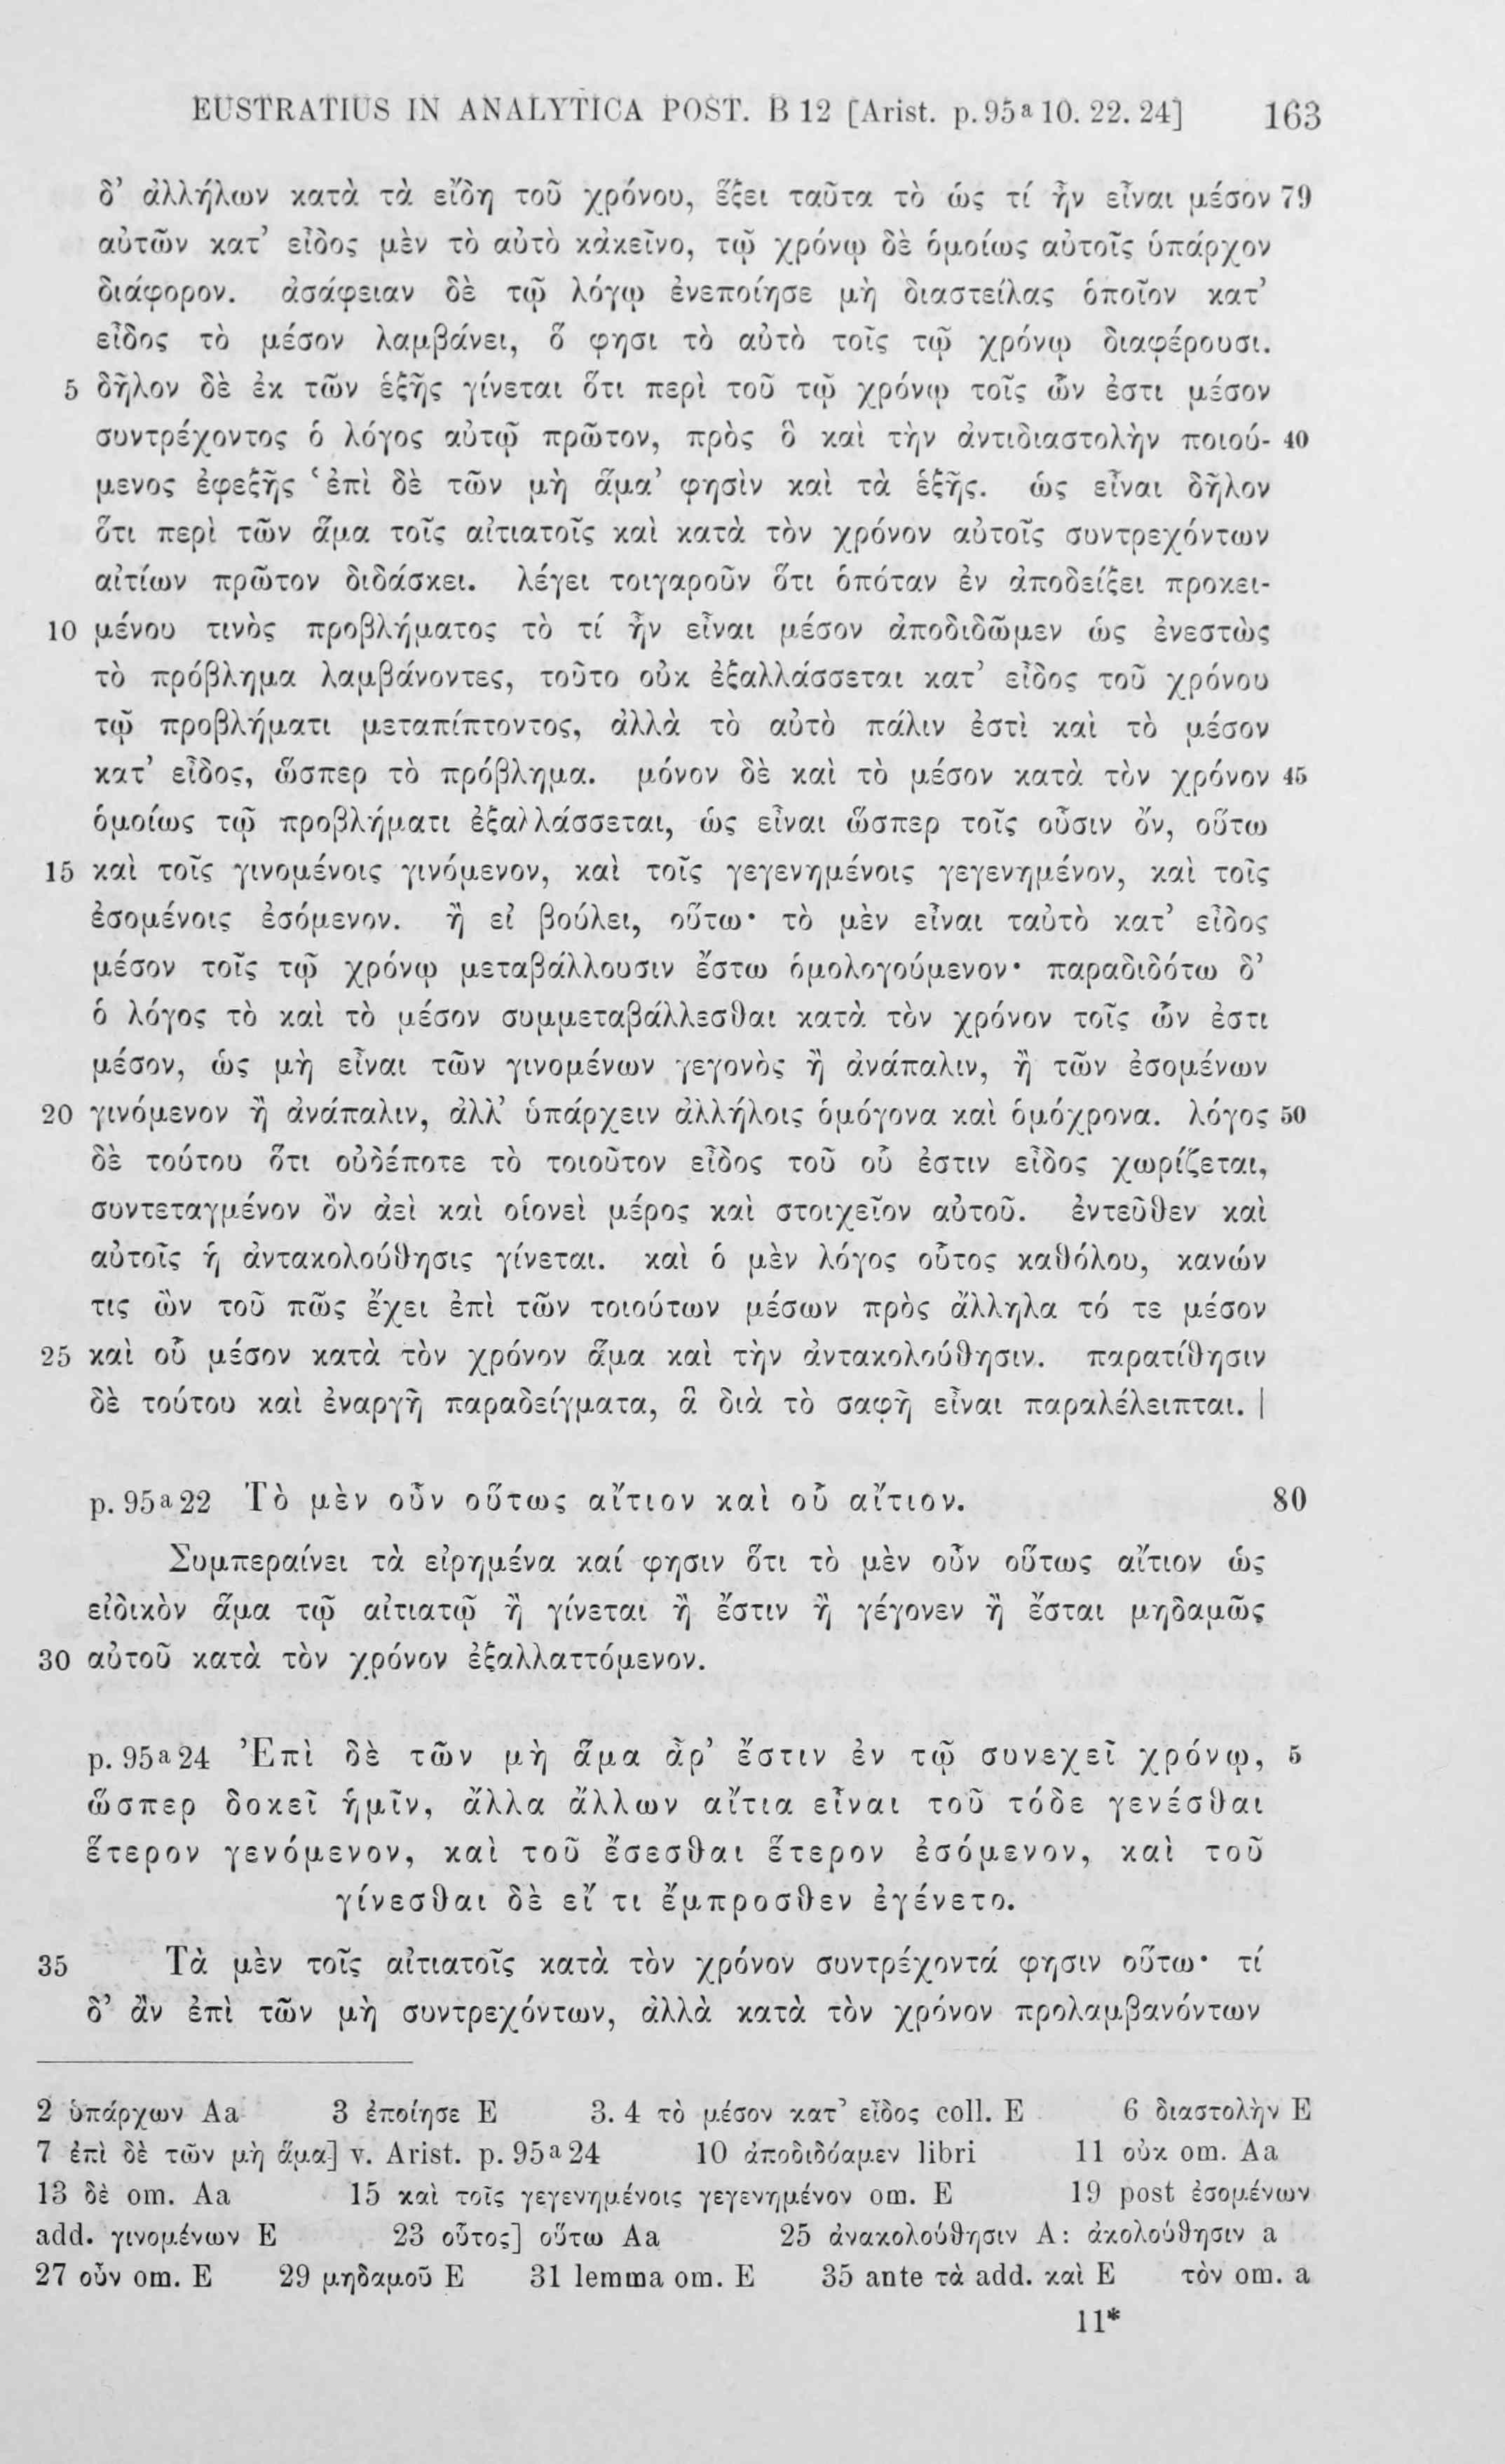 EUSTRATIUS IN ANALYTICA POST. B 12 [Arist. p. 95ª 10. 22. 24] 163
δ’ ἀλλήλων κατὰ τὰ εἴδη τοῦ χρόνου, ἕξει ταῦτα τὸ ὡς τί ἦν εἶναι μέσον 79
αὐτῶν κατ’ εἶδος μὲν τὸ αὐτὸ κἀκεῖνο, τῷ χρόνῳ δὲ ὁμοίως αὐτοῖς ὑπάρχον
διάφορον. ἀσάφειαν δὲ τῷ λόγῳ ἐνεποίησε μὴ διαστείλας ὁποῖον κατ’
εἶδος τὸ μέσον λαμβάνει, ὅ φησι τὸ αὐτὸ τοῖς τῷ χρόνῳ διαφέρουσι.
5 δῆλον δὲ ἐκ τῶν ἑξῆς γίνεται ὅτι περὶ τοῦ τῷ χρόνῳ τοῖς ὧν ἐστι μέσον
συντρέχοντος ὁ λόγος αὐτῷ πρῶτον, πρὸς ὃ καὶ τὴν ἀντιδιαστολὴν ποιού- 40
μενος ἐφεξῆς ‘ἐπὶ δὲ τῶν μὴ ἅμα’ φησὶν καὶ τὰ ἑξῆς. ὡς εἶναι δῆλον
ὅτι περὶ τῶν ἅμα τοῖς αἰτιατοῖς καὶ κατὰ τὸν χρόνον αὐτοῖς συντρεχόντων
αἰτίων πρῶτον διδάσκει. λέγει τοιγαροῦν ὅτι ὁπόταν ἐν ἀποδείξει προκει-
10 μένου τινὸς προβλήματος τὸ τί ἦν εἶναι μέσον ἀποδιδῶμεν ὡς ἐνεστὼς
τὸ πρόβλημα λαμβάνοντες, τοῦτο οὐκ ἐξαλλάσσεται κατ’ εἶδος τοῦ χρόνου
τῷ προβλήματι μεταπίπτοντος, ἀλλὰ τὸ αὐτὸ πάλιν ἐστὶ καὶ τὸ μέσον
κατ’ εἶδος, ὥσπερ τὸ πρόβλημα. μόνον δὲ καὶ τὸ μέσον κατὰ τὸν χρόνον 45
ὁμοίως τῷ προβλήματι ἐξαλλάσσεται, ὡς εἶναι ὥσπερ τοῖς οὖσιν ὄν, οὕτω
15 καὶ τοῖς γινομένοις γινόμενον, καὶ τοῖς γεγενημένοις γεγενημένον, καὶ τοῖς
ἐσομένοις ἐσόμενον. ἢ εἰ βούλει, οὕτω· τὸ μὲν εἶναι ταὐτὸ κατ’ εἶδος
μέσον τοῖς τῷ χρόνῳ μεταβάλλουσιν ἔστω ὁμολογούμενον· παραδιδότω δ’
ὁ λόγος τὸ καὶ τὸ μέσον συμμεταβάλλεσθαι κατὰ τὸν χρόνον τοῖς ὧν ἐστι
μέσον, ὡς μὴ εἶναι τῶν γινομένων γεγονὸς ἢ ἀνάπαλιν, ἢ τῶν ἐσομένων
20 γινόμενον ἢ ἀνάπαλιν, ἀλλ’ ὑπάρχειν ἀλλήλοις ὁμόγονα καὶ ὁμόχρονα. λόγος 50
δὲ τούτου ὅτι οὐδέποτε τὸ τοιοῦτον εἶδος τοῦ οὗ ἐστιν εἶδος χωρίζεται,
συντεταγμένον ὂν ἀεὶ καὶ οἱονεὶ μέρος καὶ στοιχεῖον αὐτοῦ. ἐντεῦθεν καὶ
αὐτοῖς ἡ ἀντακολούθησις γίνεται. καὶ ὁ μὲν λόγος οὗτος καθόλου, κανών
τις ὢν τοῦ πῶς ἔχει ἐπὶ τῶν τοιούτων μέσων πρὸς ἄλληλα τό τε μέσον
25 καὶ οὗ μέσον κατὰ τὸν χρόνον ἅμα καὶ τὴν ἀντακολούθησιν. παρατίθησιν
δὲ τούτου καὶ ἐναργῆ παραδείγματα, ἃ διὰ τὸ σαφῆ εἶναι παραλέλειπται. |
p. 95ª22 Τὸ μὲν οὖν οὕτως αἴτιον καὶ οὗ αἴτιον. 80
Συμπεραίνει τὰ εἰρημένα καί φησιν ὅτι τὸ μὲν οὖν οὕτως αἴτιον ὡς
εἰδικὸν ἅμα τῷ αἰτιατῷ ἢ γίνεται ἢ ἔστιν ἢ γέγονεν ἢ ἔσται μηδαμῶς
30 αὐτοῦ κατὰ τὸν χρόνον ἐξαλλαττόμενον.
p. 95ª24 Ἐπὶ δὲ τῶν μὴ ἅμα ἆρ’ ἔστιν ἐν τῷ συνεχεῖ χρόνῳ, 5
ὥσπερ δοκεῖ ἡμῖν, ἄλλα ἄλλων αἴτια εἶναι τοῦ τόδε γενέσθαι
ἕτερον γενόμενον, καὶ τοῦ ἔσεσθαι ἕτερον ἐσόμενον, καὶ τοῦ
γίνεσθαι δὲ εἴ τι ἔμπροσθεν ἐγένετο.
35 Τὰ μὲν τοῖς αἰτιατοῖς κατὰ τὸν χρόνον συντρέχοντά φησιν οὕτω· τί
δ’ ἂν ἐπὶ τῶν μὴ συντρεχόντων, ἀλλὰ κατὰ τὸν χρόνον προλαμβανόντων
2 ὑπάρχων Aa 3 ἐποίησε E 3. 4 τὸ μέσον κατ’ εἶδος coll. E 6 διαστολὴν E
7 ἐπὶ δὲ τῶν μὴ ἅμα] v. Arist. p. 95ª24 10 ἀποδιδόαμεν libri 11 οὐκ om. Aa
13 δὲ om. Aa 15 καὶ τοῖς γεγενημένοις γεγενημένον om. E 19 post ἐσομένων
add. γινομένων E 23 οὗτος] οὕτω Aa 25 ἀνακολούθησιν A: ἀκολούθησιν a
27 οὖν om. E 29 μηδαμοῦ E 31 lemma om. E 35 ante τὰ add. καὶ E τὸν om. a
11*